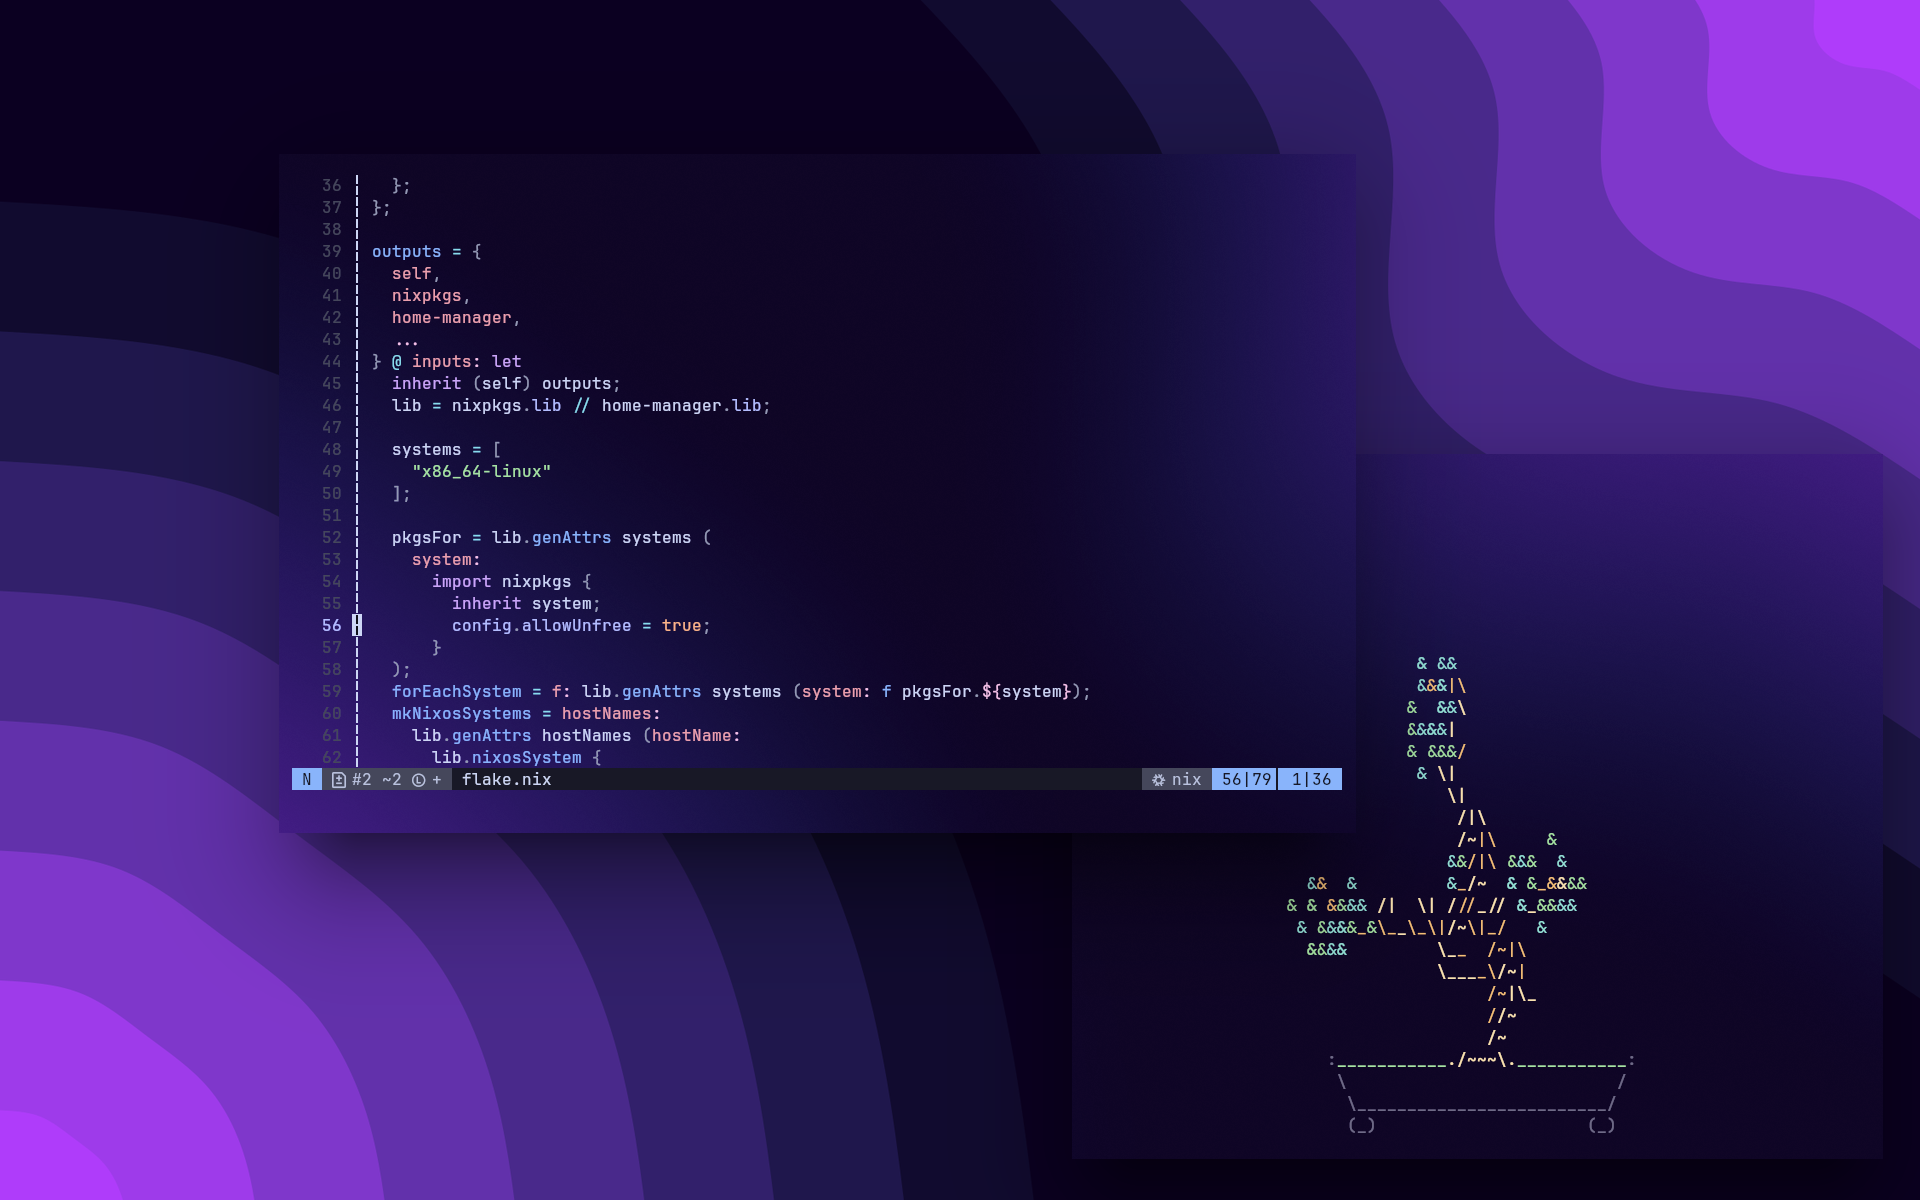 36     };
37   };
38
39   outputs = {
40     self,
41     nixpkgs,
42     home-manager,
43     ...
44   } @ inputs: let
45     inherit (self) outputs;
46     lib = nixpkgs.lib // home-manager.lib;
47
48     systems = [
49       "x86_64-linux"
50     ];
51
52     pkgsFor = lib.genAttrs systems (
53       system:
54         import nixpkgs {
55           inherit system;
56           config.allowUnfree = true;
57         }
58     );
59     forEachSystem = f: lib.genAttrs systems (system: f pkgsFor.${system});
60     mkNixosSystems = hostNames:
61       lib.genAttrs hostNames (hostName:
62         lib.nixosSystem {
N #2 ~2 Ⓛ + flake.nix nix 56|79 1|36
             & &&
             &&&|\
            &  &&\
            &&&&|
            & &&&/
             & \|
                \|
                 /|\
                 /~|\     &
                &&/|\ &&&  &
  &&  &         &_/~  & &_&&&&
& & &&&& /|  \| ///_// &_&&&&
 & &&&&_&\__\_\|/~\|_/   &
  &&&&         \__  /~|\
               \____\/~|
                    /~|\_
                    //~
                    /~
    :___________./~~~\.___________:
     \                           /
      \_________________________/
      (_)                     (_)